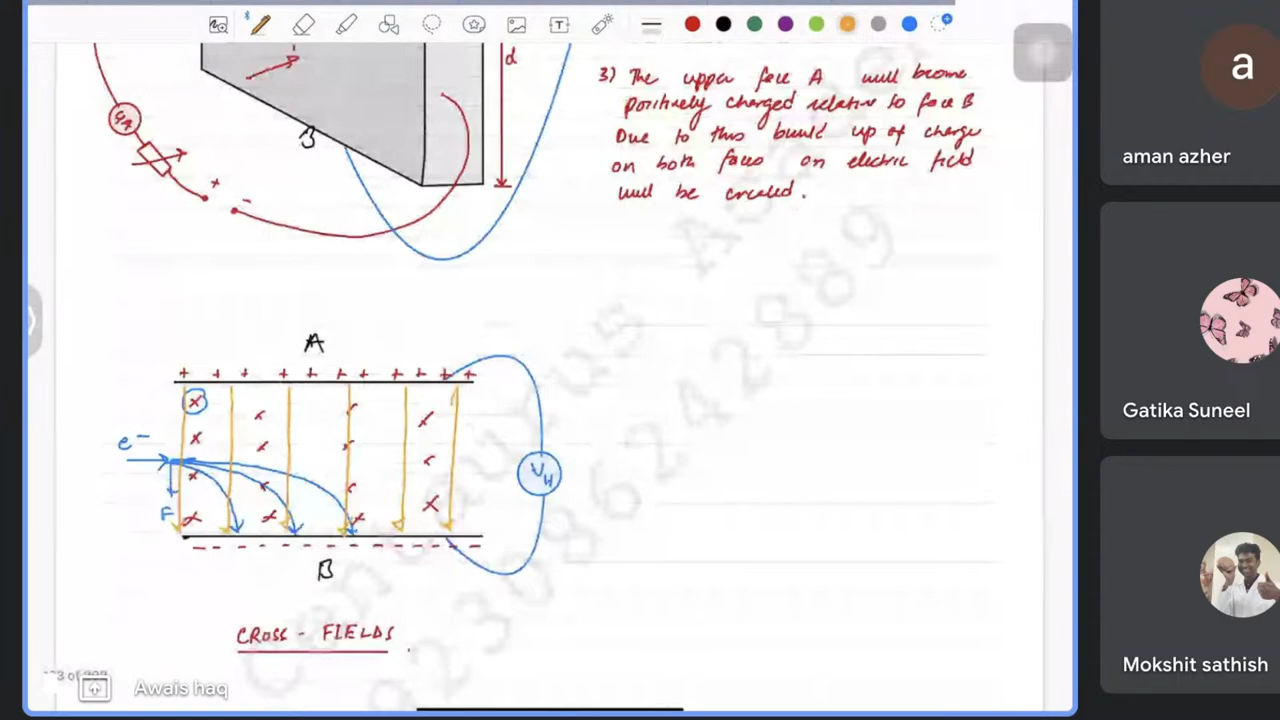 d
3) The upper face A will become
positively charged relative to face B
Due to this build up of charge
on both faces an electric field
will be created.
B
+
-
A
+ + + + + + + + + + +
e-
F
VH
- - - - - - - - - - - - - - - -
B
CROSS - FIELDS
Awais haq
a
aman azher
Gatika Suneel
Mokshit sathish